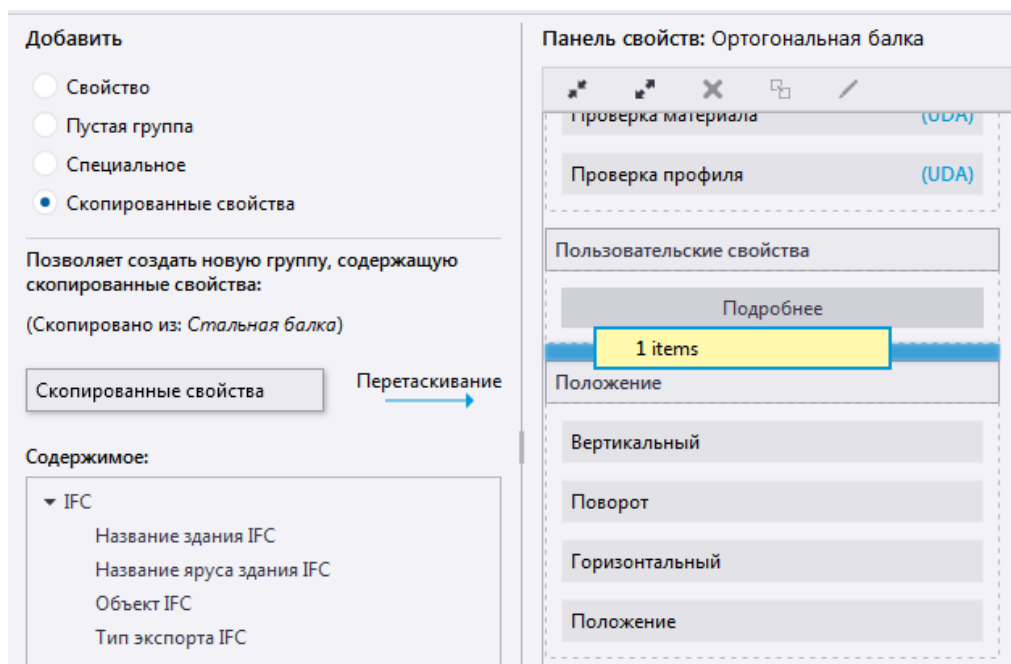 Добавить
Свойство
Пустая группа
Специальное
Скопированные свойства
Позволяет создать новую группу, содержащую
скопированные свойства:
(Скопировано из: Стальная балка)
Скопированные свойства
Перетаскивание
Содержимое:
IFC
Название здания IFC
Название яруса здания IFC
Объект IFC
Тип экспорта IFC
Панель свойств: Ортогональная балка
Проверка материала (UDA)
Проверка профиля (UDA)
Пользовательские свойства
Подробнее
1 items
Положение
Вертикальный
Поворот
Горизонтальный
Положение